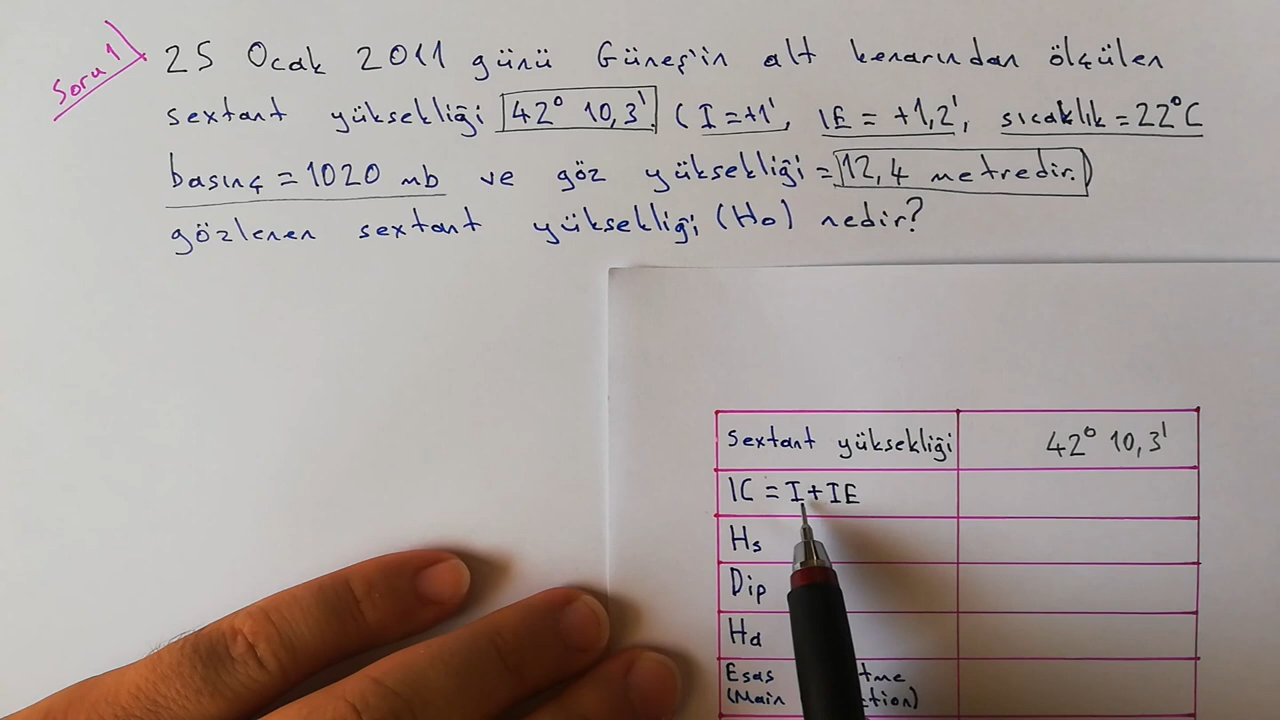 Soru 1
25 Ocak 2011 günü Güneş'in alt kenarından ölçülen
sextant yüksekliği 42° 10,3' (I=+1', IE = +1,2', sıcaklık = 22°C
basınç = 1020 mb ve göz yüksekliği = 12,4 metredir.)
gözlenen sextant yüksekliği (Ho) nedir?
Sextant yüksekliği 42° 10,3'
IC = I+IE
Hs
Dip
Ha
Esas tme
(Main ction)